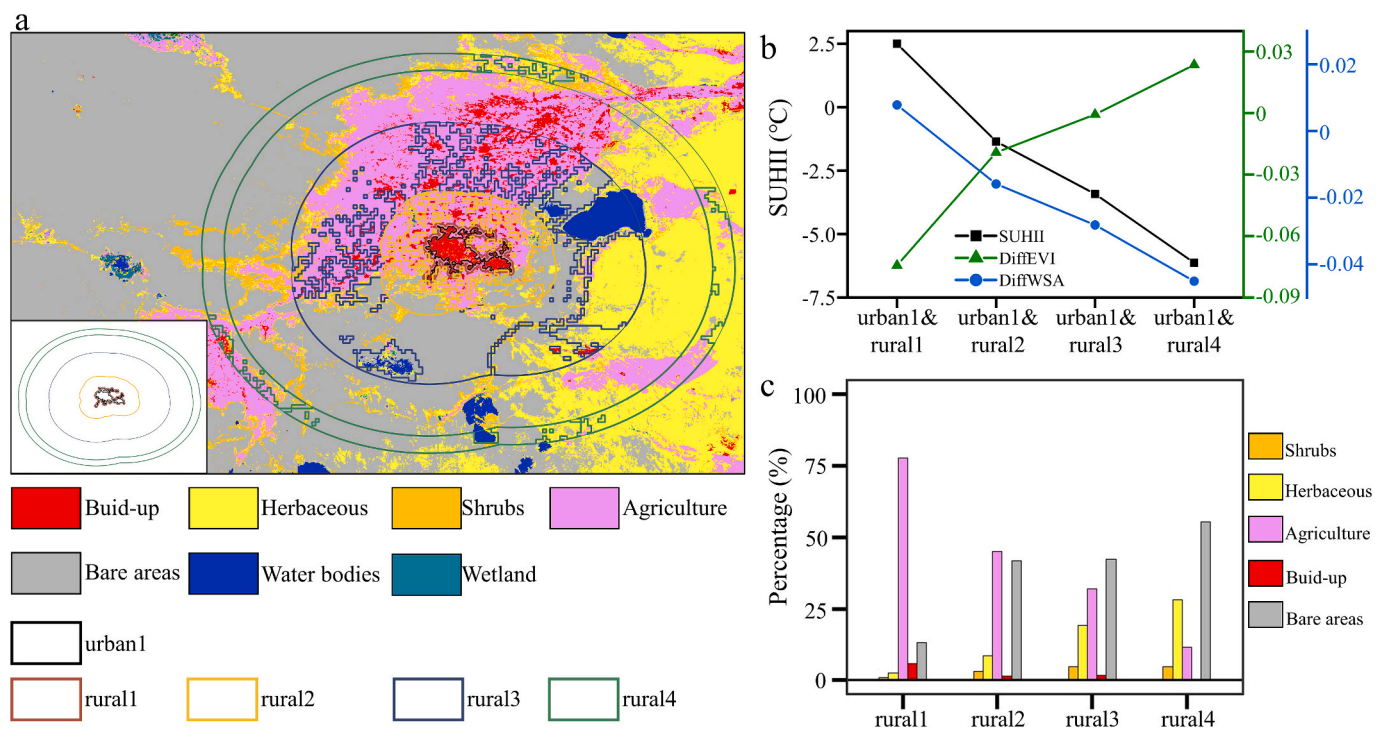 a
Buid-up
Herbaceous
Shrubs
Agriculture
Bare areas
Water bodies
Wetland
urban1
rural1
rural2
rural3
rural4
b
SUHII (°C)
2.5
0
-2.5
-5.0
-7.5
SUHII
DiffEVI
DiffWSA
0.03
0
-0.03
-0.06
-0.09
0.02
0
-0.02
-0.04
urban1&
rural1
urban1&
rural2
urban1&
rural3
urban1&
rural4
c
Percentage (%)
100
75
50
25
0
rural1
rural2
rural3
rural4
Shrubs
Herbaceous
Agriculture
Buid-up
Bare areas